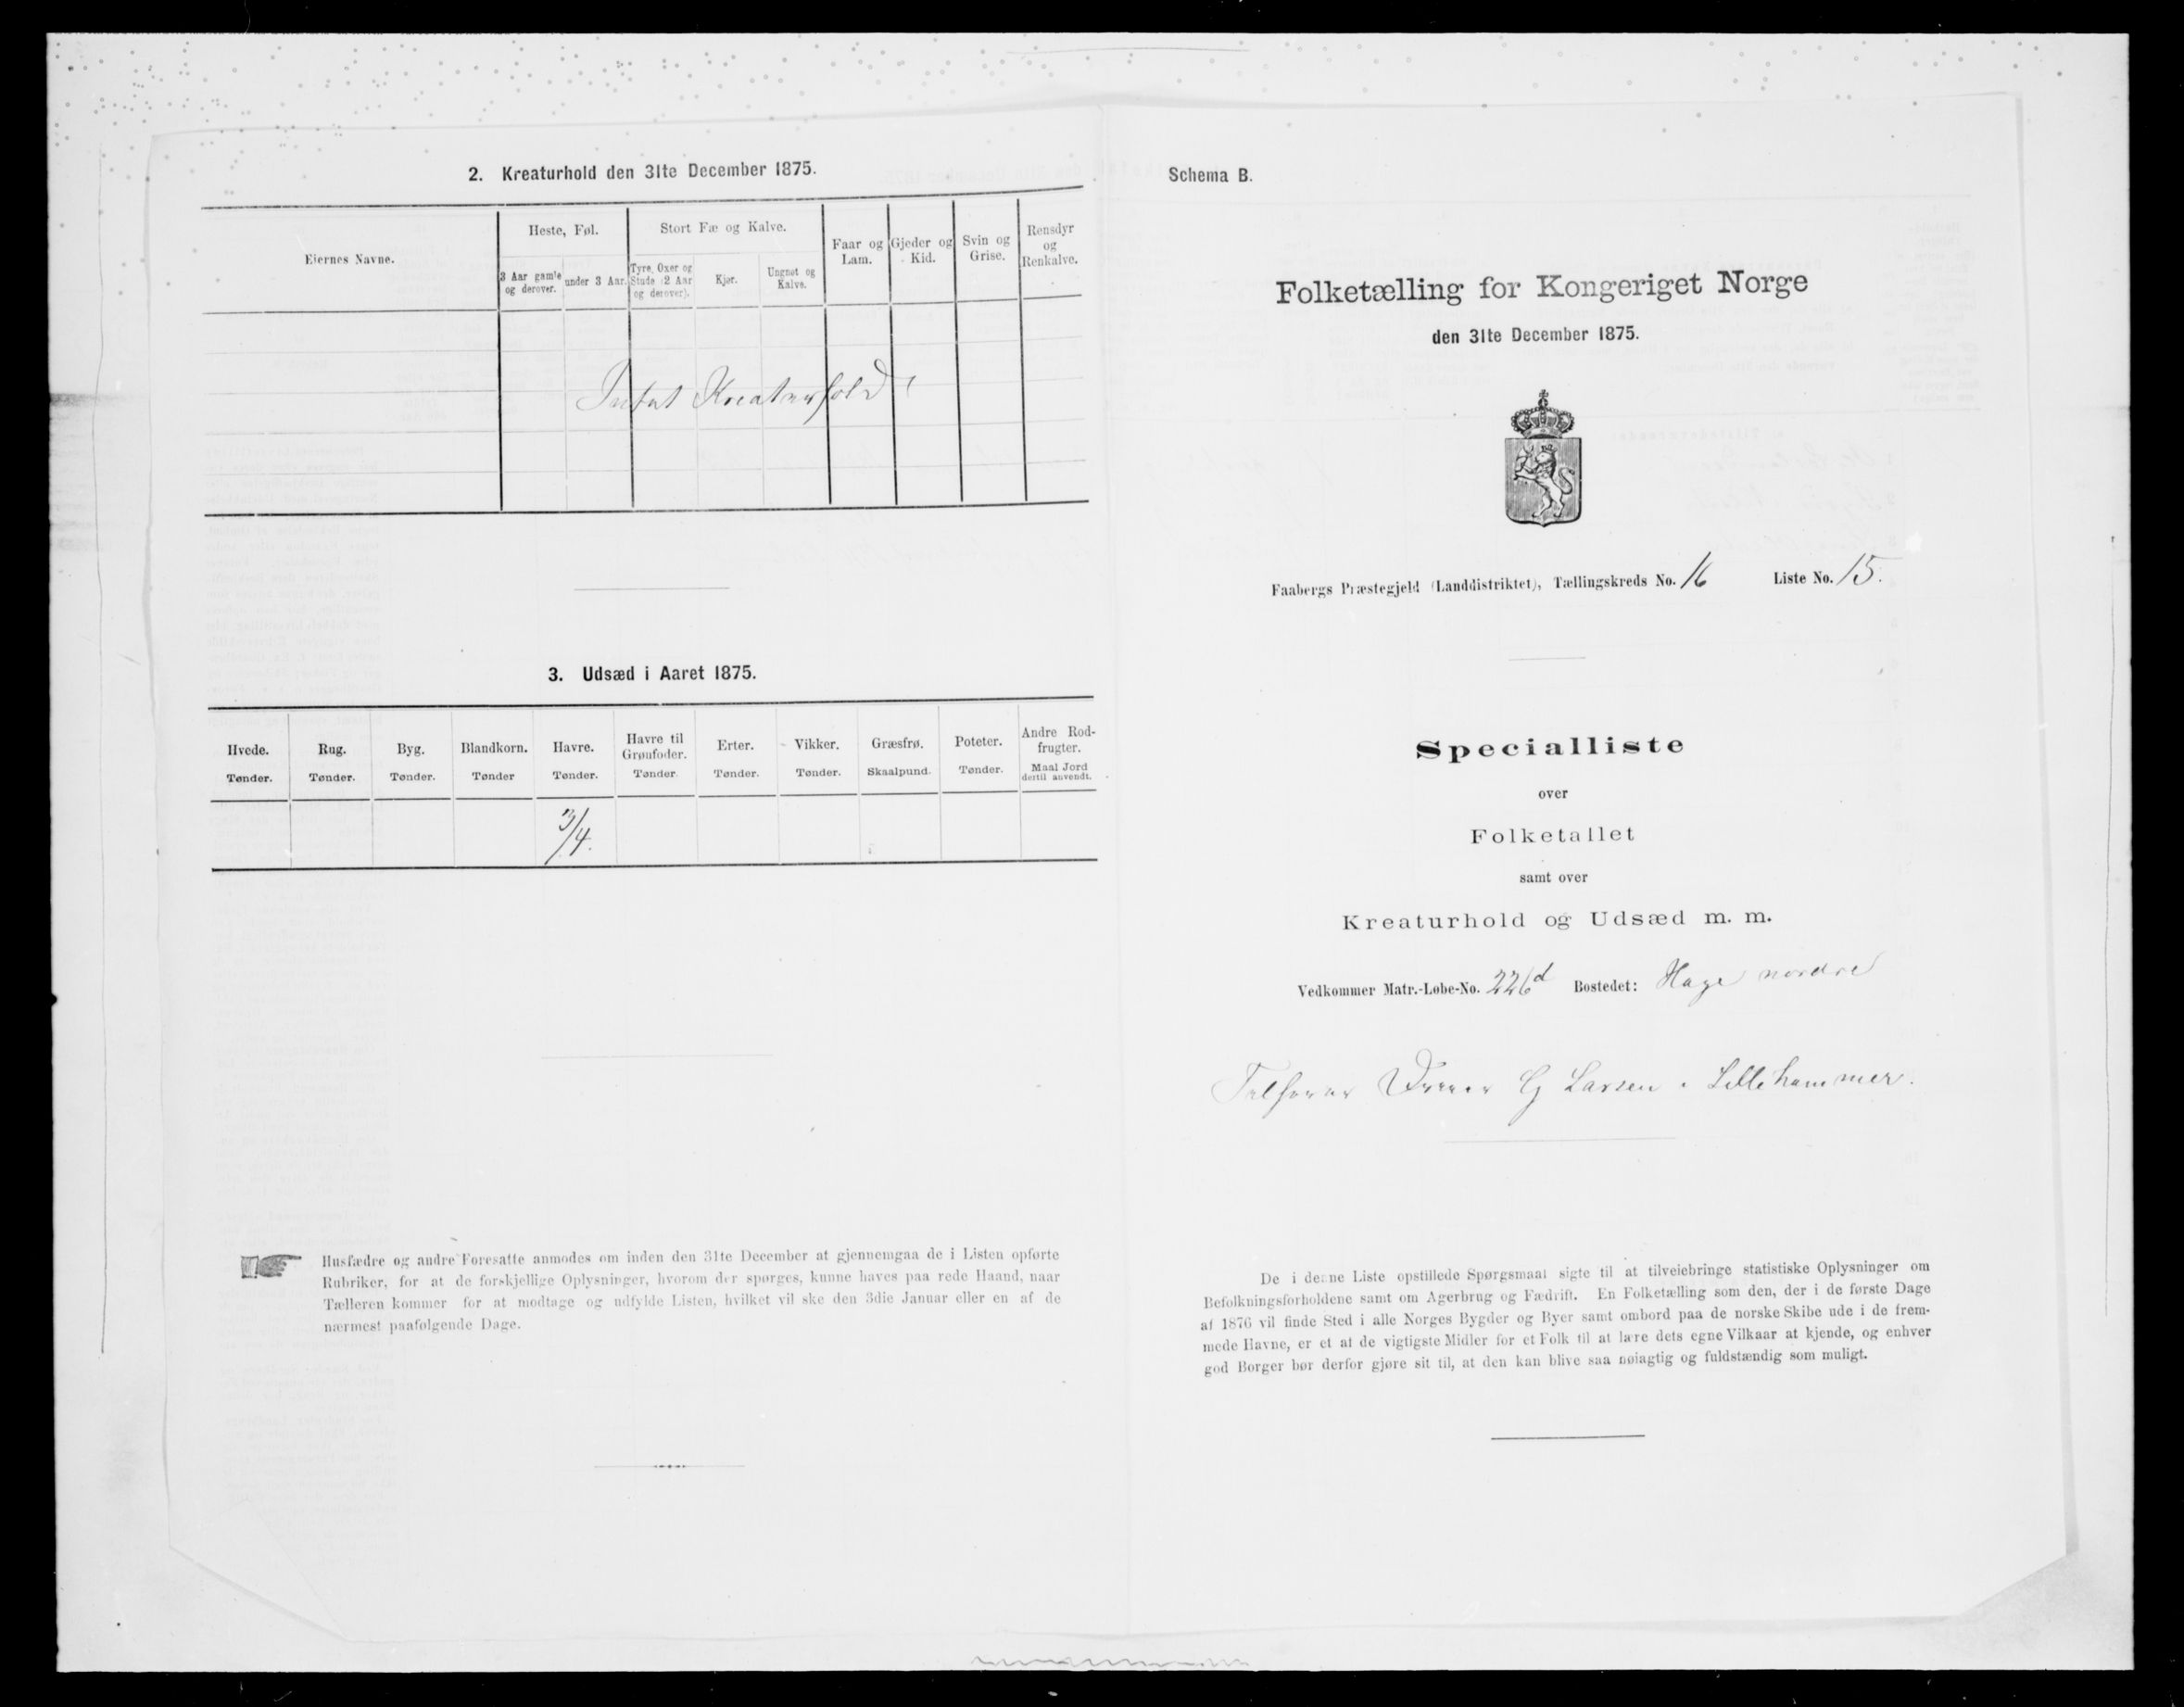 2. Kreaturhold den 31te December 1875.
Eiernes Navne.
Heste, Føl.
3 Aar gamle og derover.
under 3 Aar.
Stort Fæ og Kalve.
Tyre, Oxer og Stude (2 Aar og derover).
Kjør.
Ungnøt og Kalve.
Faar og Lam.
Gjeder og Kid.
Svin og Grise.
Rensdyr og Renkalve.
Intet Kreaturhold
3. Udsæd i Aaret 1875.
Hvede. Tønder.
Rug. Tønder.
Byg. Tønder.
Blandkorn. Tønder
Havre. Tønder.
Havre til Grønfoder. Tønder
Erter. Tønder.
Vikker. Tønder.
Græsfrø. Skaalpund.
Poteter. Tønder.
Andre Rodfrugter. Maal Jord dertil anvendt.
3/4.
Husfædre og andre Foresatte anmodes om inden den 31te December at gjennemgaa de i Listen opførte
Rubriker, for at de forskjellige Oplysninger, hvorom der spørges, kunne haves paa rede Haand, naar
Tælleren kommer for at modtage og udfylde Listen, hvilket vil ske den 3die Januar eller en af de
nærmest paafølgende Dage.
Schema B.
Folketælling for Kongeriget Norge
den 31te December 1875.
Faabergs Præstegjeld (Landdistriktet), Tællingskreds No. 16 Liste No. 15.
Specialliste
over
Folketallet
samt over
Kreaturhold og Udsæd m. m.
Vedkommer Matr.-Løbe-No. 226d Bostedet: Hage nordre
G Larsen i Lillehammer.
De i denne Liste opstillede Spørgsmaal sigte til at tilveiebringe statistiske Oplysninger om
Befolkningsforholdene samt om Agerbrug og Fædrift. En Folketælling som den, der i de første Dage
af 1876 vil finde Sted i alle Norges Bygder og Byer samt ombord paa de norske Skibe ude i de frem-
mede Havne, er et af de vigtigste Midler for et Folk til at lære dets egne Vilkaar at kjende, og enhver
god Borger bør derfor gjøre sit til, at den kan blive saa nøiagtig og fuldstændig som muligt.